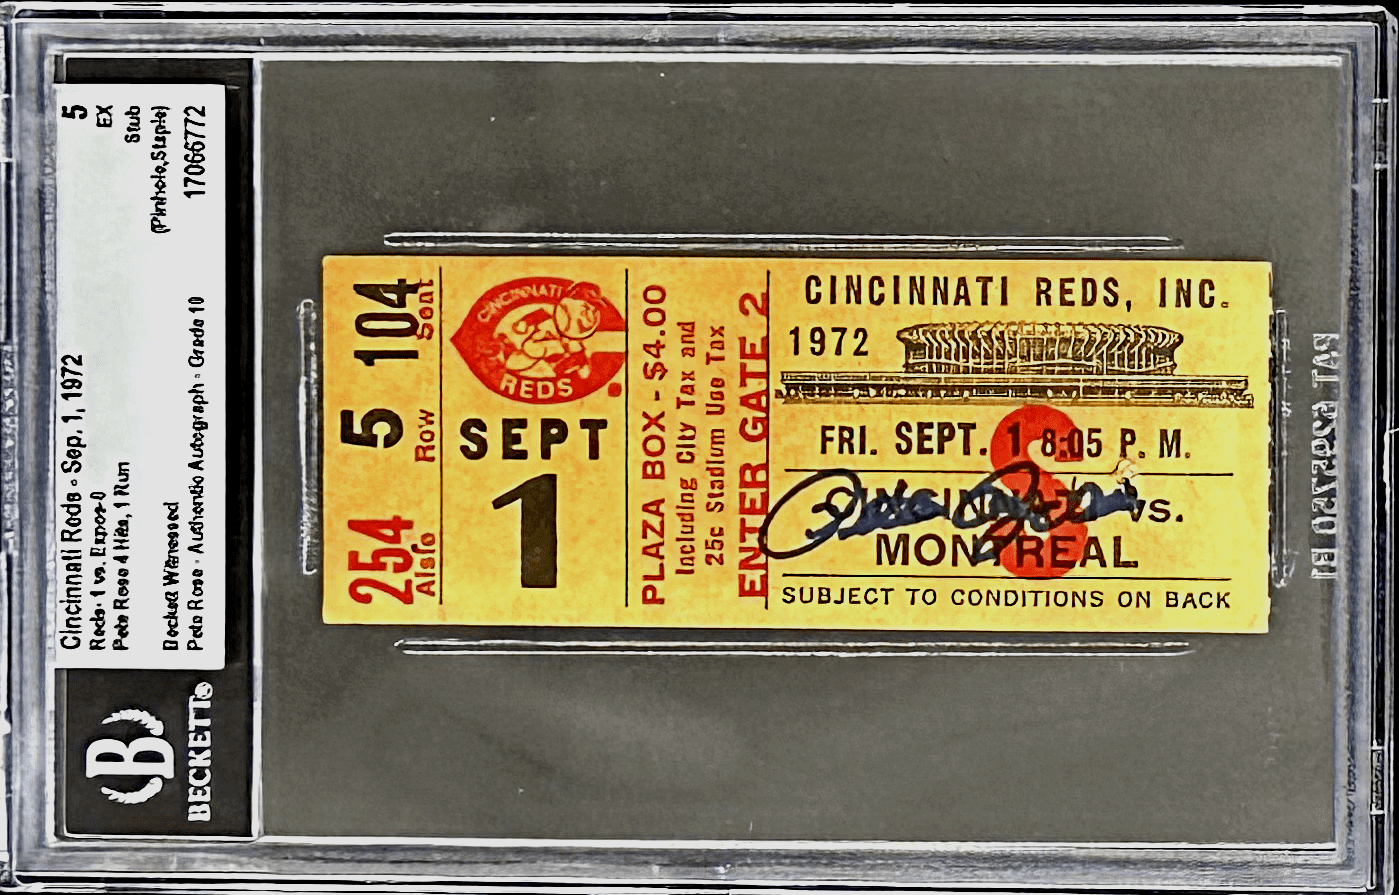 Cincinnati Reds - Sep. 1, 1972
Reds- 1 vs. Expos-0
Pete Rose 4 Hits, 1 Run
Beckett Witnessed
Pete Rose - Authentic Autograph - Grade 10
5
EX
Stub
(Pinhole,Staple)
17066772
B
BECKETT®
254 Aisle
5 Row
104 Seat
CINCINNATI
REDS
SEPT
1
PLAZA BOX - $4.00
Including City Tax and
25c Stadium Use Tax
ENTER GATE 2
CINCINNATI REDS, INC.
1972
FRI. SEPT. 1 8:05 P. M.
CINCINNATI VS.
MONTREAL
SUBJECT TO CONDITIONS ON BACK
S
Pete Rose